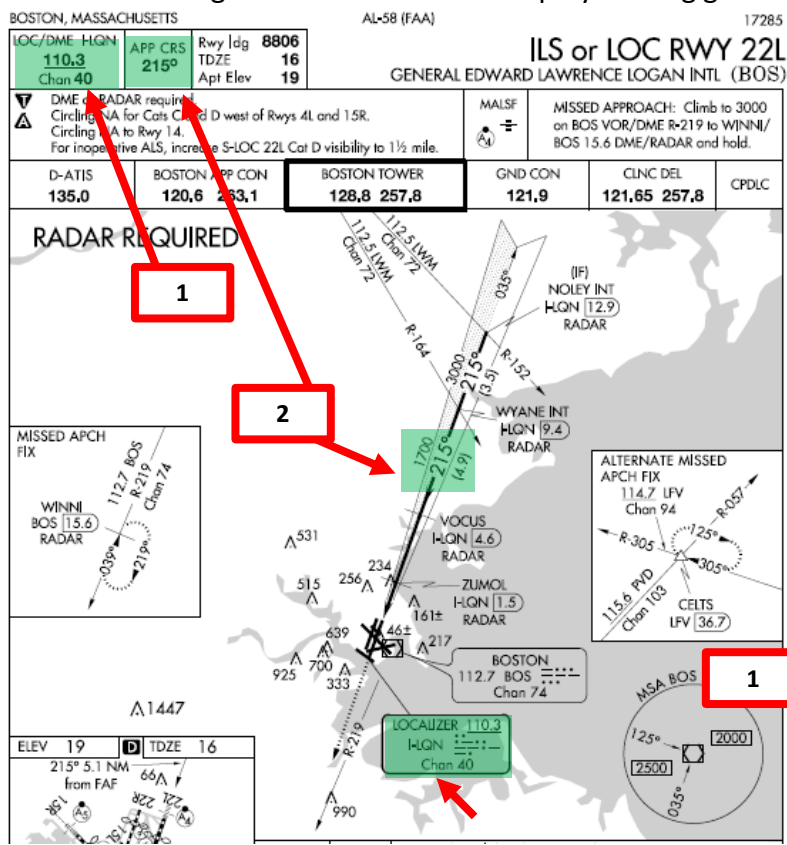 BOSTON, MASSACHUSETTS
AL-58 (FAA)
17285
LOC/DME I-LQN
110.3
Chan 40
APP CRS
215°
Rwy ldg 8806
TDZE 16
Apt Elev 19
ILS or LOC RWY 22L
GENERAL EDWARD LAWRENCE LOGAN INTL (BOS)
T
A
DME or RADAR required.
Circling NA for Cats C and D west of Rwys 4L and 15R.
Circling NA to Rwy 14.
For inoperative ALS, increase S-LOC 22L Cat D visibility to 1½ mile.
MALSF
A4
MISSED APPROACH: Climb to 3000
on BOS VOR/DME R-219 to WINNI/
BOS 15.6 DME/RADAR and hold.
D-ATIS
135.0
BOSTON APP CON
120.6 263.1
BOSTON TOWER
128.8 257.8
GND CON
121.9
CLNC DEL
121.65 257.8
CPDLC
RADAR REQUIRED
1
2
112.5 LWM
Chan 72
112.5 LWM
Chan 72
035°
(IF)
NOLEY INT
I-LQN 12.9
RADAR
R-164
R-152
3000
215°
(3.5)
WYANE INT
I-LQN 9.4
RADAR
1700
215°
(4.9)
MISSED APCH
FIX
112.7 BOS
R-219
Chan 74
WINNI
BOS 15.6
RADAR
039°
219°
ALTERNATE MISSED
APCH FIX
114.7 LFV
Chan 94
R-057
125°
R-305
305°
115.6 PVD
Chan 103
CELTS
LFV 36.7
VOCUS
I-LQN 4.6
RADAR
531
234
256
515
ZUMOL
I-LQN 1.5
RADAR
161±
46±
217
639
700
925
333
BOSTON
112.7 BOS
Chan 74
1447
R-219
LOCALIZER 110.3
I-LQN
Chan 40
990
MSA BOS
1
125°
2000
2500
035°
ELEV 19
D
TDZE 16
215° 5.1 NM
from FAF
66
15R
A5
22R
22L
A4